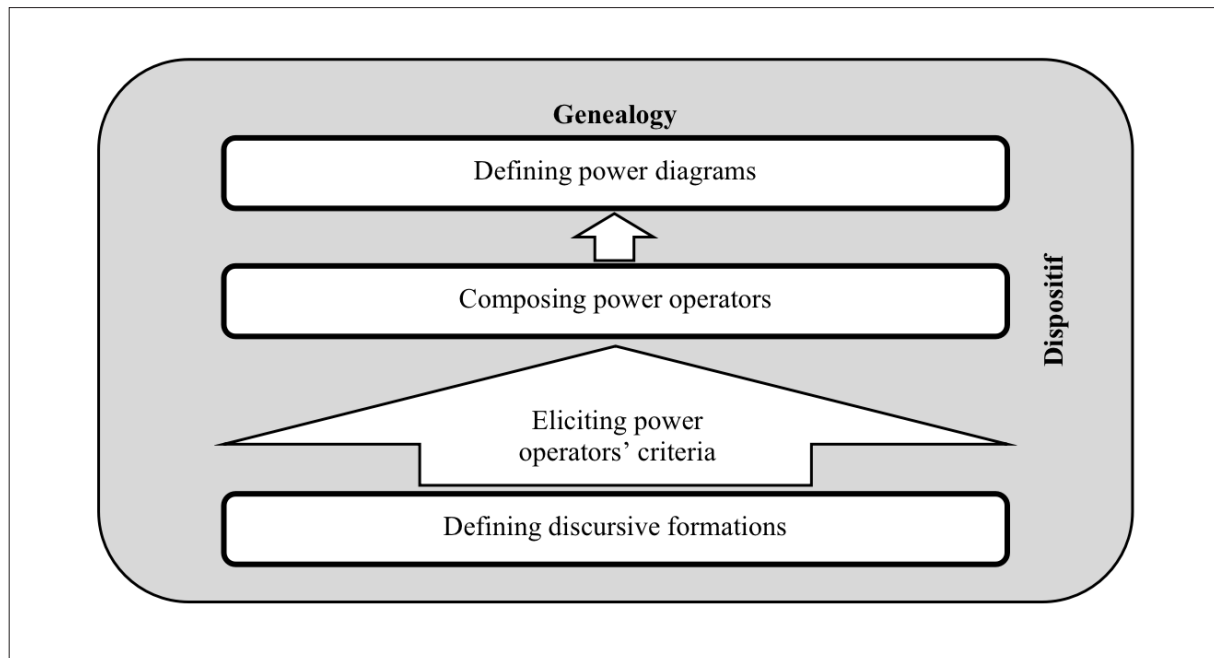 Genealogy
Defining power diagrams
Composing power operators
Dispositif
Eliciting power
operators’ criteria
Defining discursive formations